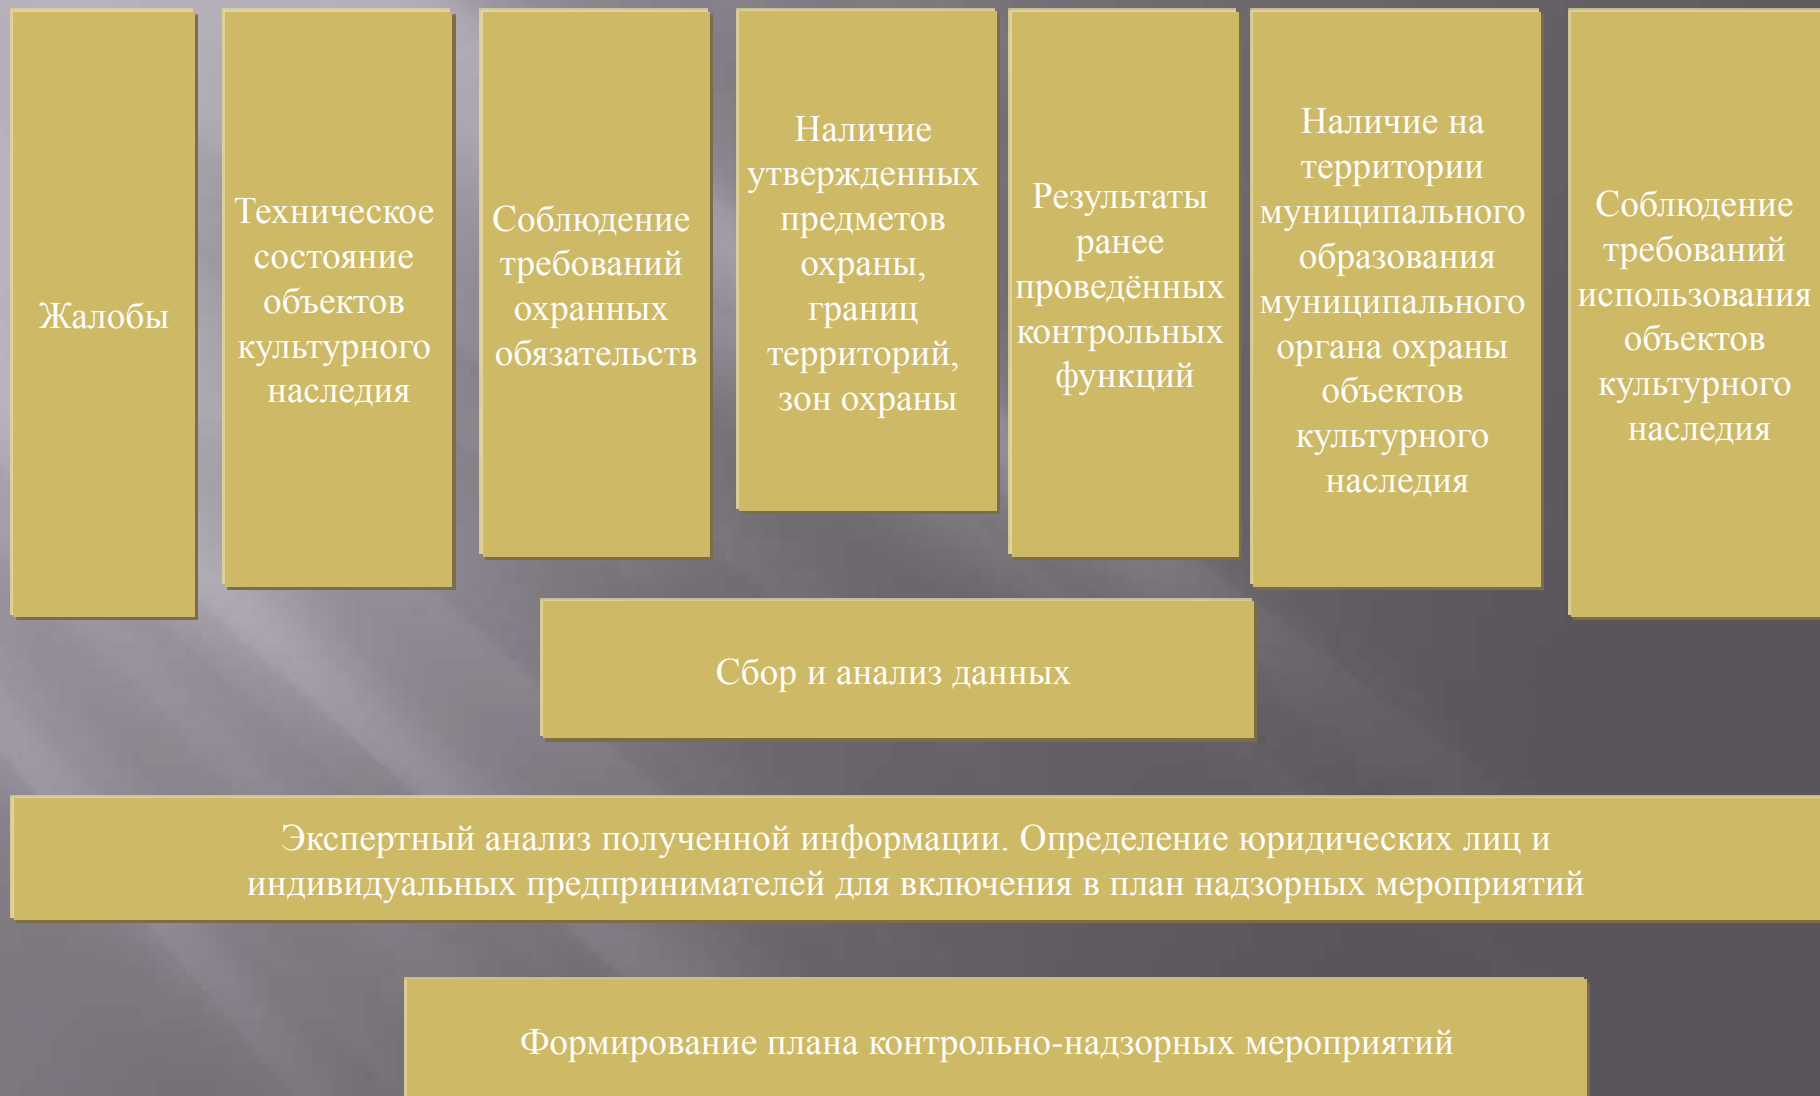 Жалобы
Техническое
состояние
объектов
культурного
наследия
Соблюдение
требований
охранных
обязательств
Наличие
утвержденных
предметов
охраны,
границ
территорий,
зон охраны
Результаты
ранее
проведённых
контрольных
функций
Наличие на
территории
муниципального
образования
муниципального
органа охраны
объектов
культурного
наследия
Соблюдение
требований
использования
объектов
культурного
наследия
Сбор и анализ данных
Экспертный анализ полученной информации. Определение юридических лиц и
индивидуальных предпринимателей для включения в план надзорных мероприятий
Формирование плана контрольно-надзорных мероприятий